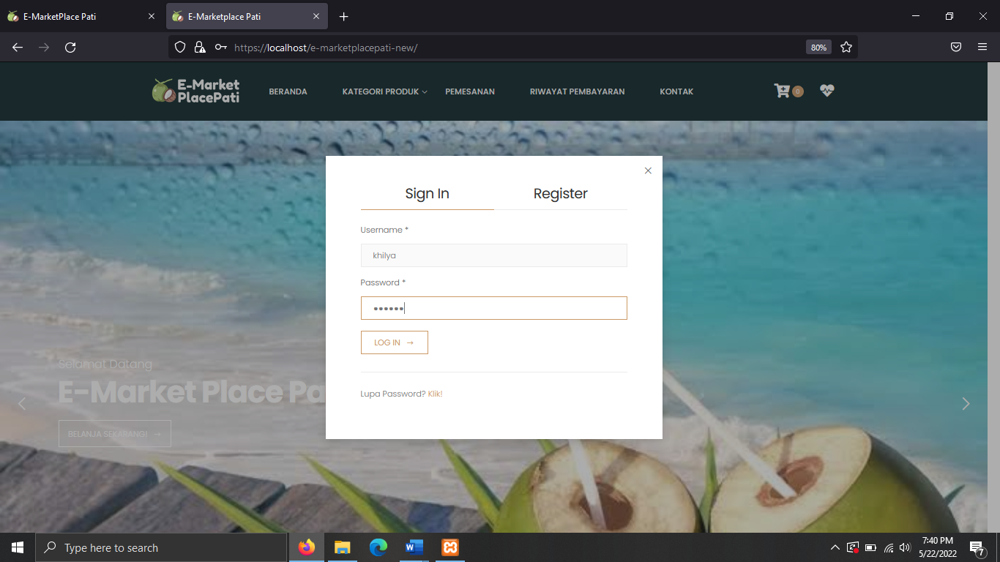 E-MarketPlace Pati
E-Marketplace Pati
https://localhost/e-marketplacepati-new/
80%
E-Market
PlacePati
BERANDA
KATEGORI PRODUK
PEMESANAN
RIWAYAT PEMBAYARAN
KONTAK
0
Sign In
Register
Username *
khilya
Password *
LOG IN
Lupa Password? Klik!
Selamat Datang
E-Market Place Pa
BELANJA SEKARANG!
Type here to search
W
7:40 PM
5/22/2022
7